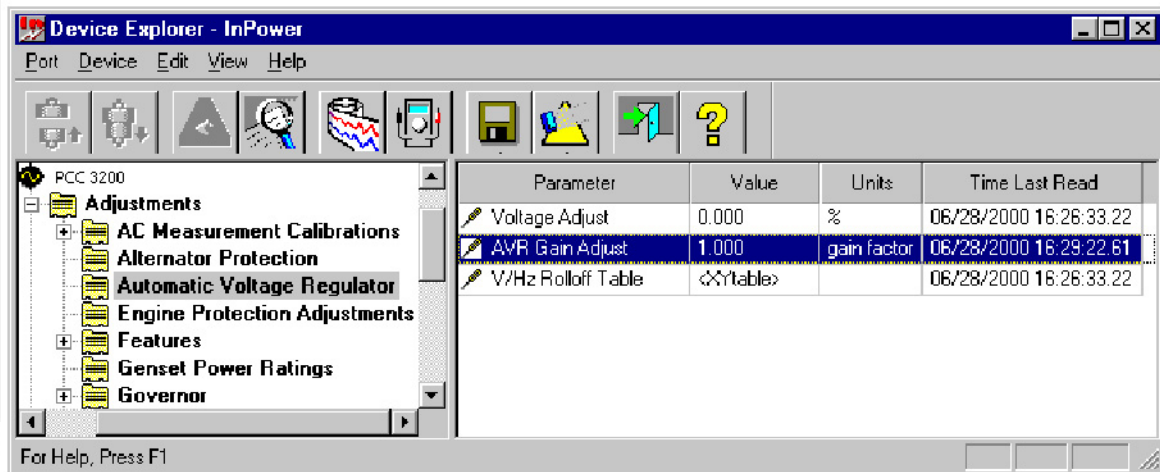 Device Explorer - InPower
Port Device Edit View Help
PCC 3200
Adjustments
AC Measurement Calibrations
Alternator Protection
Automatic Voltage Regulator
Engine Protection Adjustments
Features
Genset Power Ratings
Governor
Parameter Value Units Time Last Read
Voltage Adjust 0.000 % 06/28/2000 16:26:33.22
AVR Gain Adjust 1.000 gain factor 06/28/2000 16:29:22.61
V/Hz Rolloff Table <XYtable> 06/28/2000 16:26:33.22
For Help, Press F1